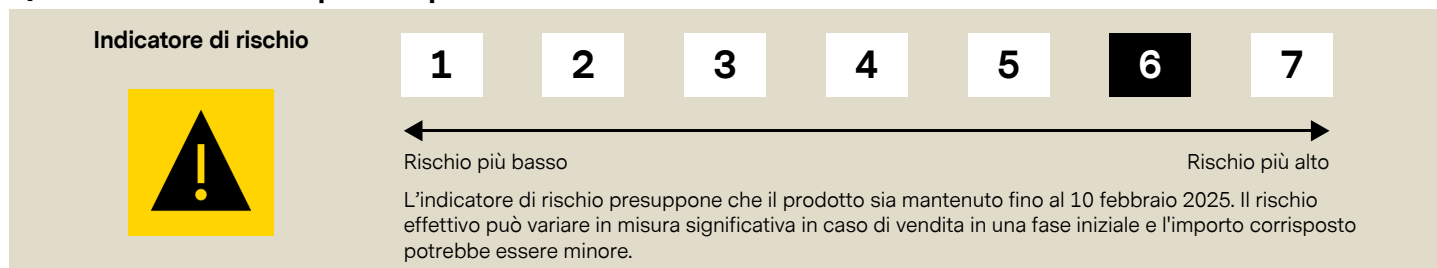 Indicatore di rischio
1 2 3 4 5 6 7
Rischio più basso Rischio più alto
L'indicatore di rischio presuppone che il prodotto sia mantenuto fino al 10 febbraio 2025. Il rischio
effettivo può variare in misura significativa in caso di vendita in una fase iniziale e l'importo corrisposto
potrebbe essere minore.